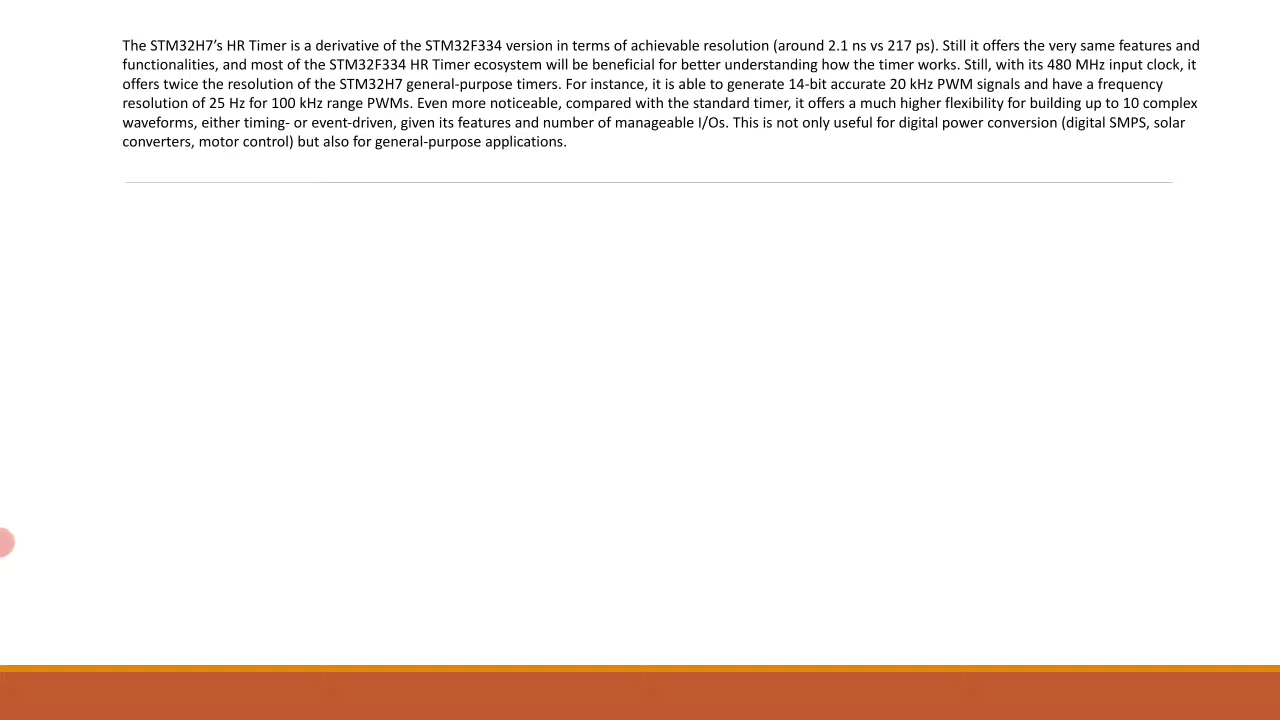 The STM32H7’s HR Timer is a derivative of the STM32F334 version in terms of achievable resolution (around 2.1 ns vs 217 ps). Still it offers the very same features and
functionalities, and most of the STM32F334 HR Timer ecosystem will be beneficial for better understanding how the timer works. Still, with its 480 MHz input clock, it
offers twice the resolution of the STM32H7 general-purpose timers. For instance, it is able to generate 14-bit accurate 20 kHz PWM signals and have a frequency
resolution of 25 Hz for 100 kHz range PWMs. Even more noticeable, compared with the standard timer, it offers a much higher flexibility for building up to 10 complex
waveforms, either timing- or event-driven, given its features and number of manageable I/Os. This is not only useful for digital power conversion (digital SMPS, solar
converters, motor control) but also for general-purpose applications.